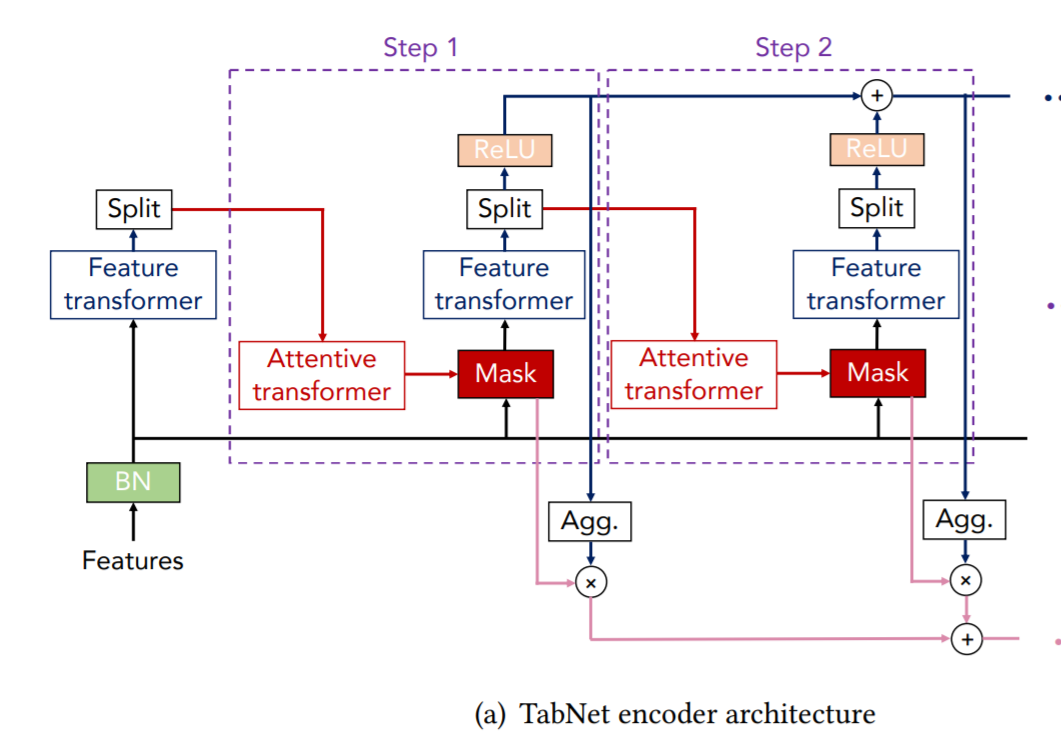 Step 1
Step 2
ReLU
ReLU
+
Split
Split
Split
Feature
transformer
Feature
transformer
Feature
transformer
Attentive
transformer
Mask
Attentive
transformer
Mask
BN
Features
Agg.
Agg.
×
×
+
(a) TabNet encoder architecture